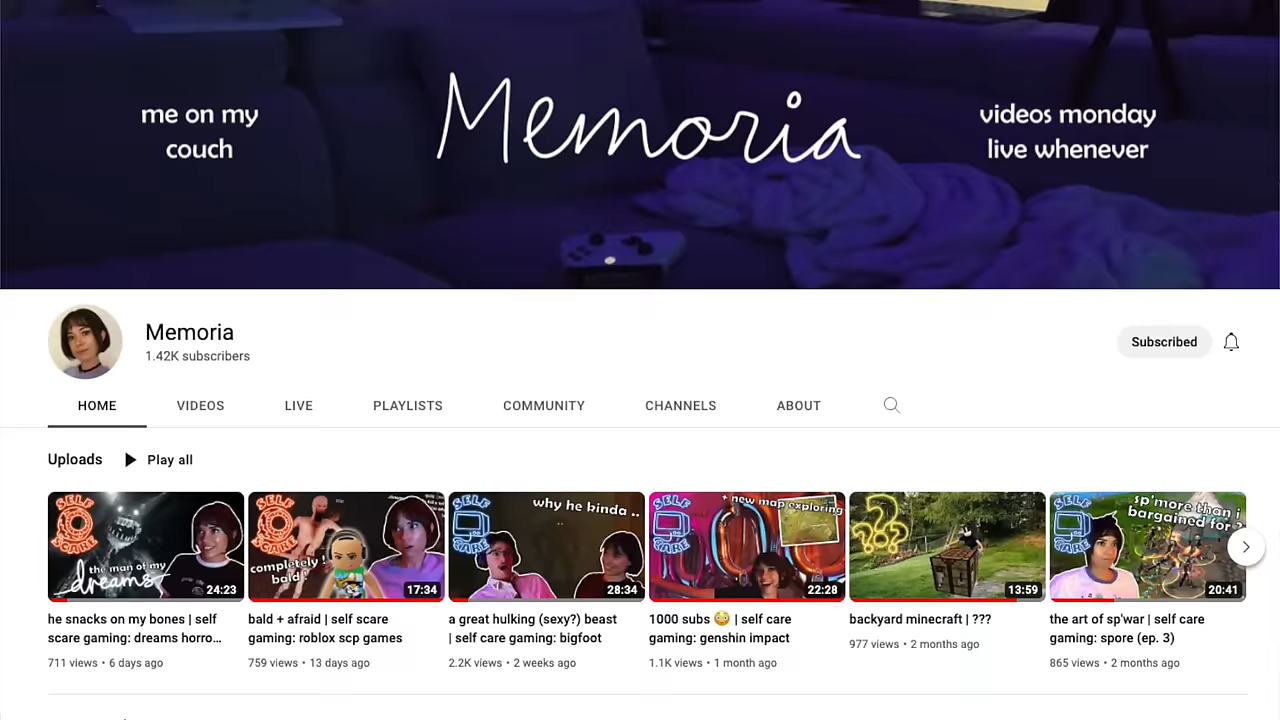 me on my
couch
Memoria
videos monday
live whenever
Memoria
1.42K subscribers
Subscribed
HOME VIDEOS LIVE PLAYLISTS COMMUNITY CHANNELS ABOUT
Uploads Play all
SELF
SCARE
the man of my
dreams
24:23
SELF
SCARE
completely !
bald !
17:34
SELF
CARE
why he kinda ..
28:34
SELF
CARE
+ new map exploring
22:28
???
13:59
SELF
CARE
sp'more than i
bargained for ?
20:41
he snacks on my bones | self
scare gaming: dreams horro...
711 views • 6 days ago
bald + afraid | self scare
gaming: roblox scp games
759 views • 13 days ago
a great hulking (sexy?) beast
| self care gaming: bigfoot
2.2K views • 2 weeks ago
1000 subs 😳 | self care
gaming: genshin impact
1.1K views • 1 month ago
backyard minecraft | ???
977 views • 2 months ago
the art of sp'war | self care
gaming: spore (ep. 3)
865 views • 2 months ago